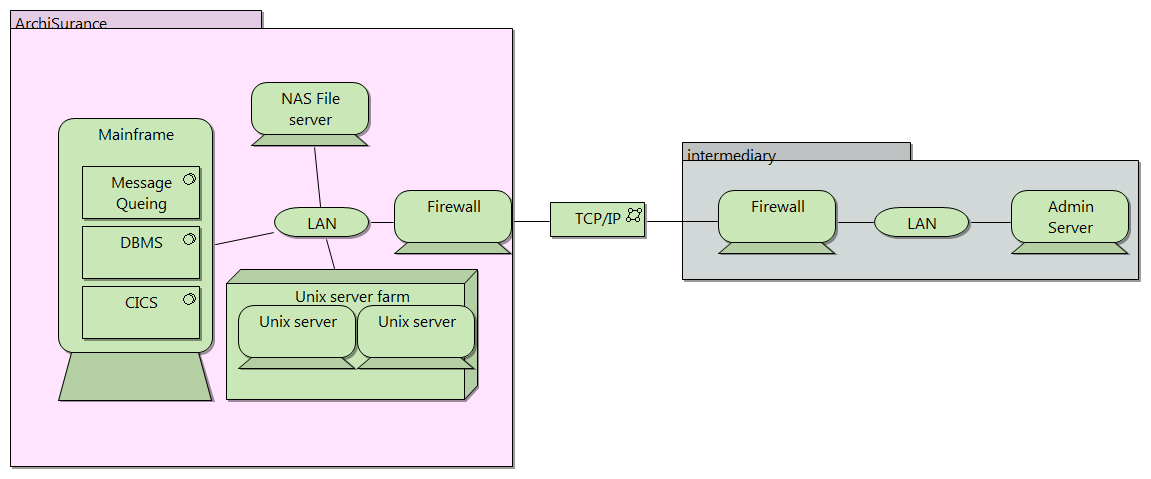 ArchiSurance
NAS File
server
Mainframe
Message
Queing
DBMS
CICS
LAN
Firewall
Unix server farm
Unix server
Unix server
TCP/IP
intermediary
Firewall
LAN
Admin
Server